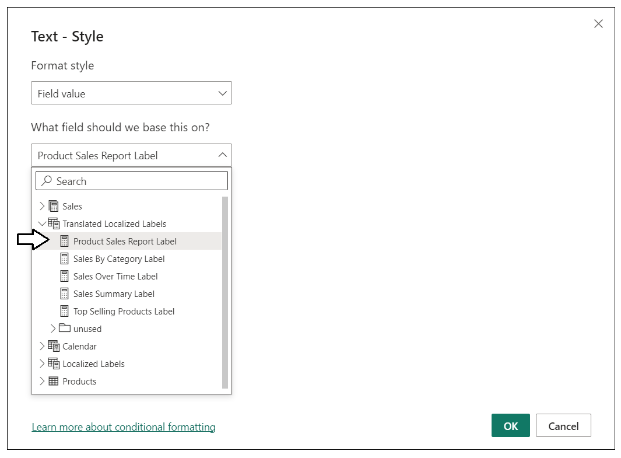 Text - Style
Format style
Field value
What field should we base this on?
Product Sales Report Label
Search
Sales
Translated Localized Labels
Product Sales Report Label
Sales By Category Label
Sales Over Time Label
Sales Summary Label
Top Selling Products Label
unused
Calendar
Localized Labels
Products
Learn more about conditional formatting
OK
Cancel